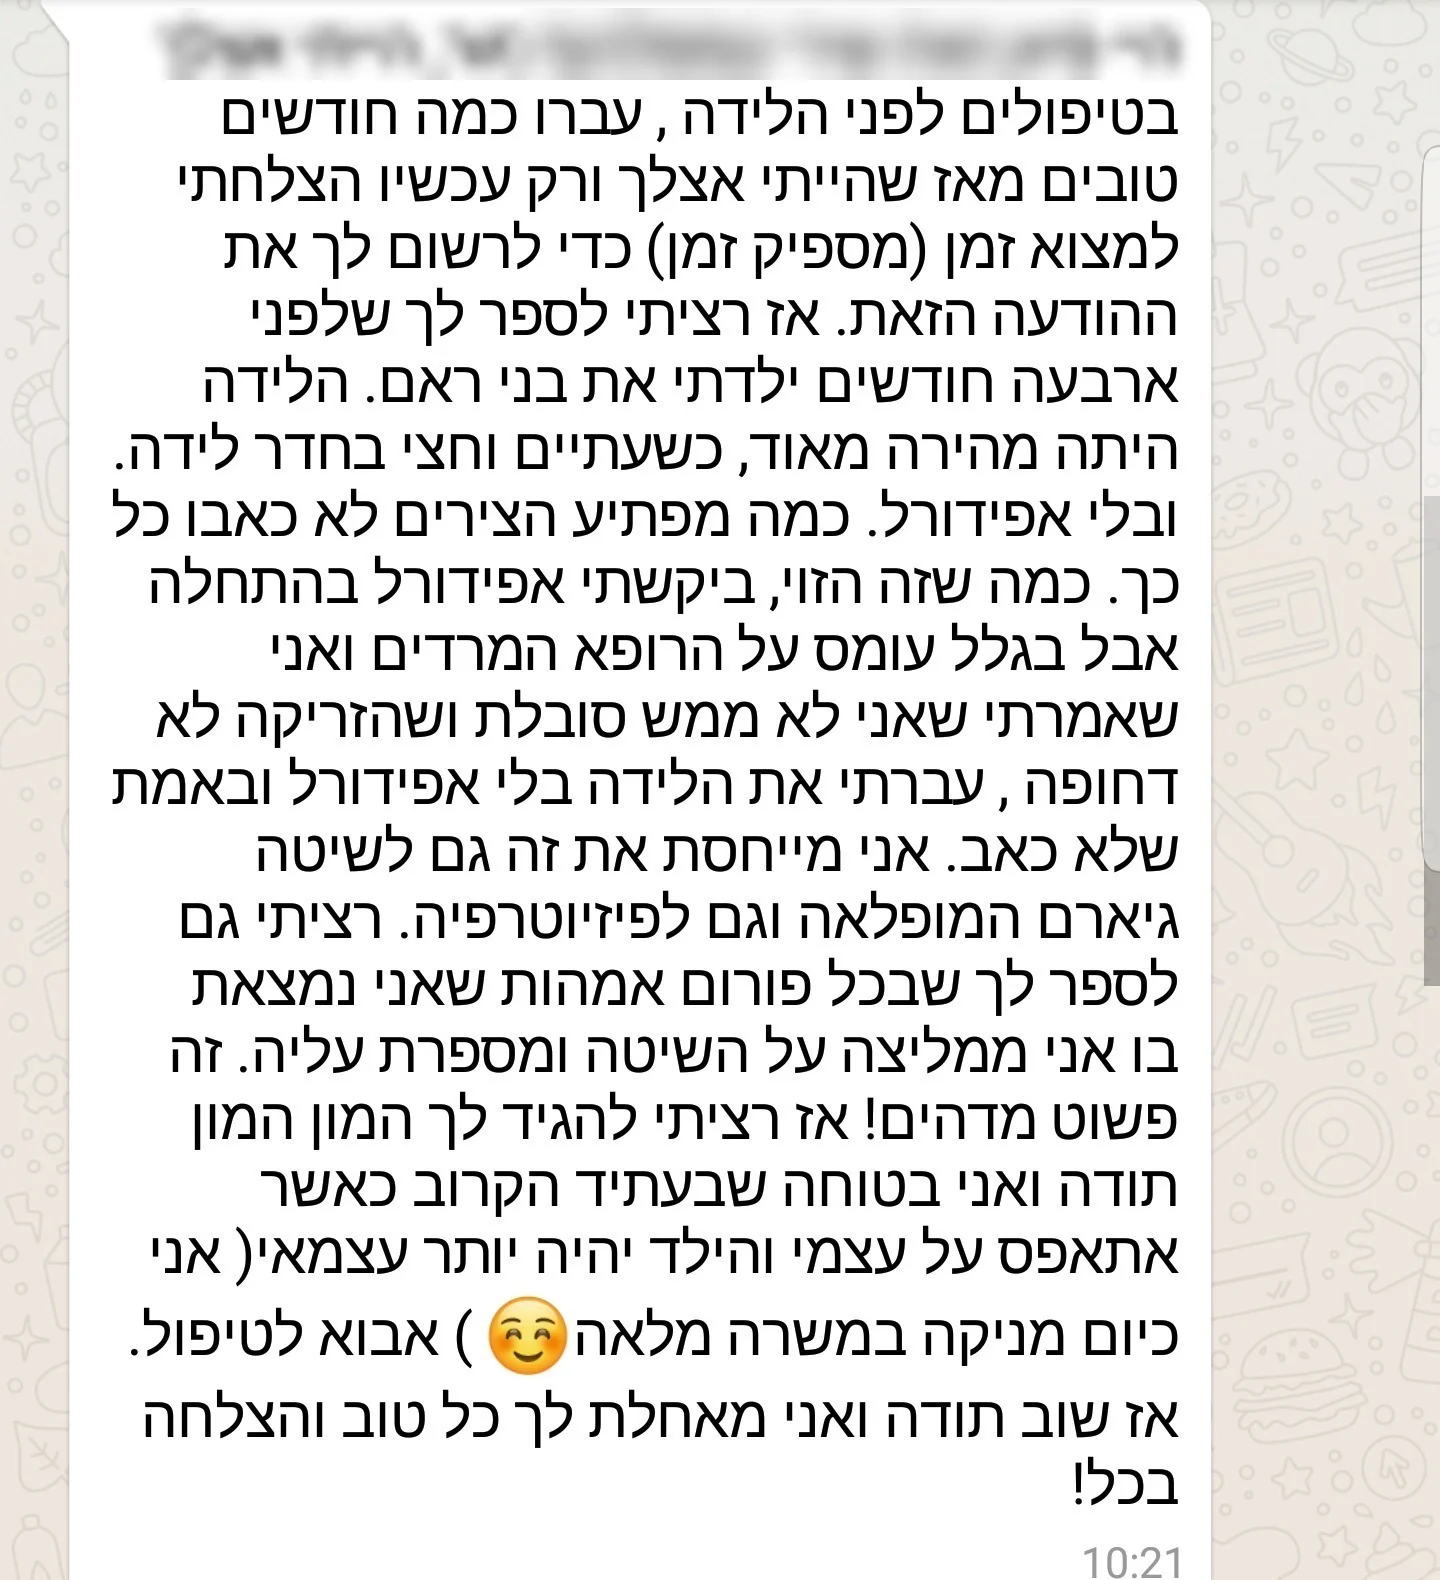 בטיפולים לפני הלידה , עברו כמה חודשים
טובים מאז שהייתי אצלך ורק עכשיו הצלחתי
למצוא זמן (מספיק זמן) כדי לרשום לך את
ההודעה הזאת. אז רציתי לספר לך שלפני
ארבעה חודשים ילדתי את בני ראם. הלידה
היתה מהירה מאוד, כשעתיים וחצי בחדר לידה.
ובלי אפידורל. כמה מפתיע הצירים לא כאבו כל
כך. כמה שזה הזוי, ביקשתי אפידורל בהתחלה
אבל בגלל עומס על הרופא המרדים ואני
שאמרתי שאני לא ממש סובלת ושהזריקה לא
דחופה , עברתי את הלידה בלי אפידורל ובאמת
שלא כאב. אני מייחסת את זה גם לשיטה
גיארם המופלאה וגם לפיזיוטרפיה. רציתי גם
לספר לך שבכל פורום אמהות שאני נמצאת
בו אני ממליצה על השיטה ומספרת עליה. זה
פשוט מדהים! אז רציתי להגיד לך המון המון
תודה ואני בטוחה שבעתיד הקרוב כאשר
אתאפס על עצמי והילד יהיה יותר עצמאי( אני
כיום מניקה במשרה מלאה😊 ) אבוא לטיפול.
אז שוב תודה ואני מאחלת לך כל טוב והצלחה
בכל!
10:21